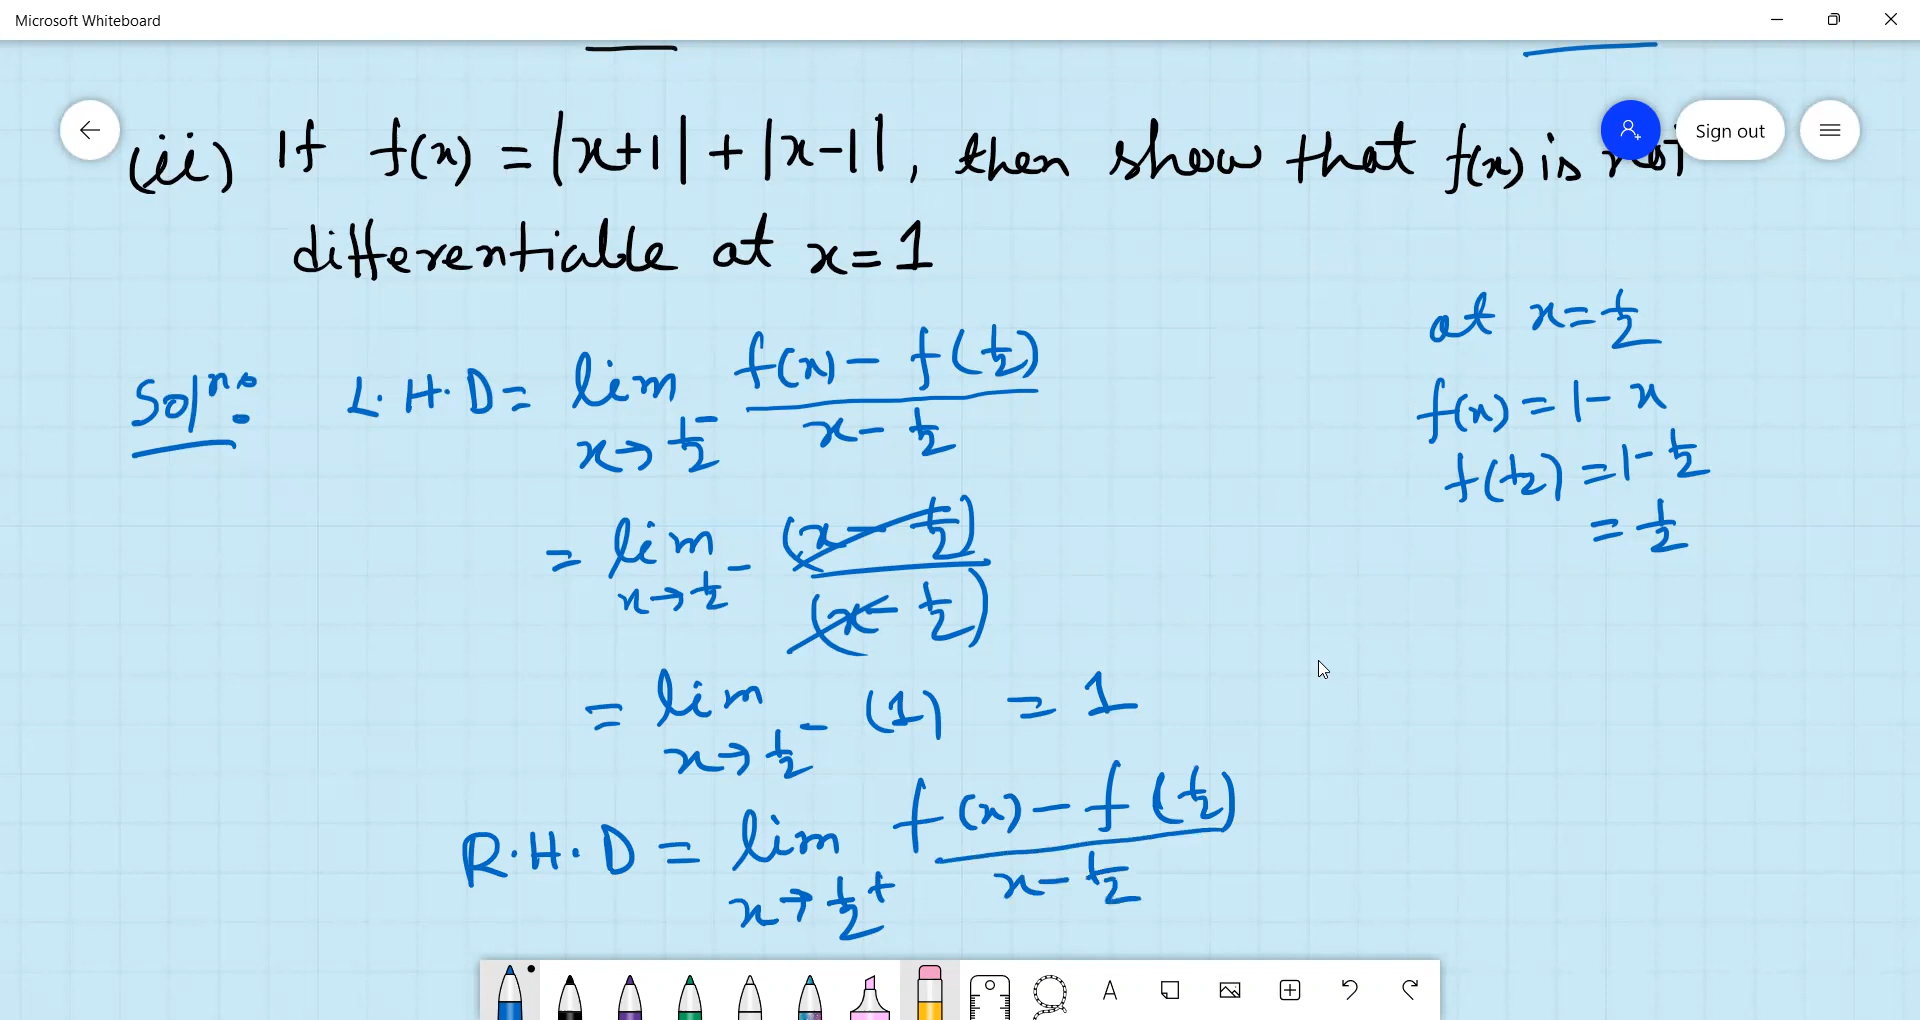 Microsoft Whiteboard
Sign out
(ii) If f(x) = |x+1| + |x-1|, then show that f(x) is not
differentiable at x=1
at x=1/2
f(x) = 1-x
f(1/2) = 1-1/2
= 1/2
Solⁿ: L.H.D = lim x→1/2⁻ (f(x) - f(1/2))/(x - 1/2)
= lim x→1/2⁻ (x - 1/2)/(x - 1/2)
= lim x→1/2⁻ (1) = 1
R.H.D = lim x→1/2⁺ (f(x) - f(1/2))/(x - 1/2)
A